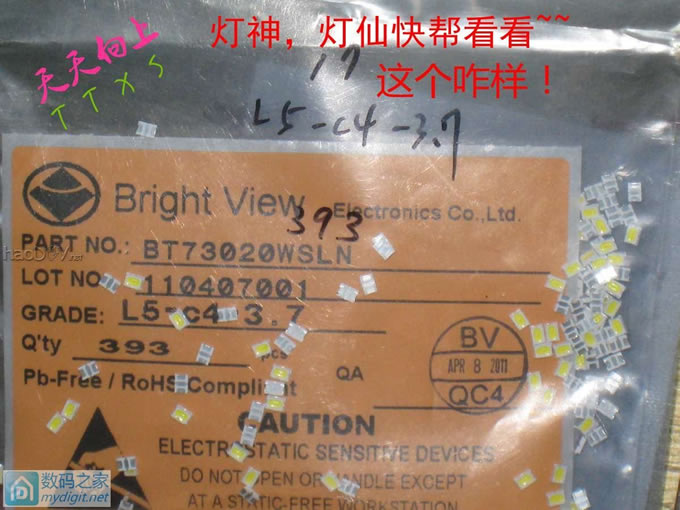 灯神，灯仙快帮看看~~
这个咋样！
天天向上
TTXS
17
L5-C4-3.7
Bright View Electronics Co.,Ltd.
393
PART NO.: BT73020WSLN
LOT NO 110407001
GRADE: L5-C4-3.7
Q'ty 393 pcs
BV
APR 8 2011
QC4
QA
Pb-Free / RoHS Compliant
CAUTION
ELECTROSTATIC SENSITIVE DEVICES
DO NOT OPEN OR HANDLE EXCEPT
AT A STATIC-FREE WORKSTATION
数码之家
mydigit.net